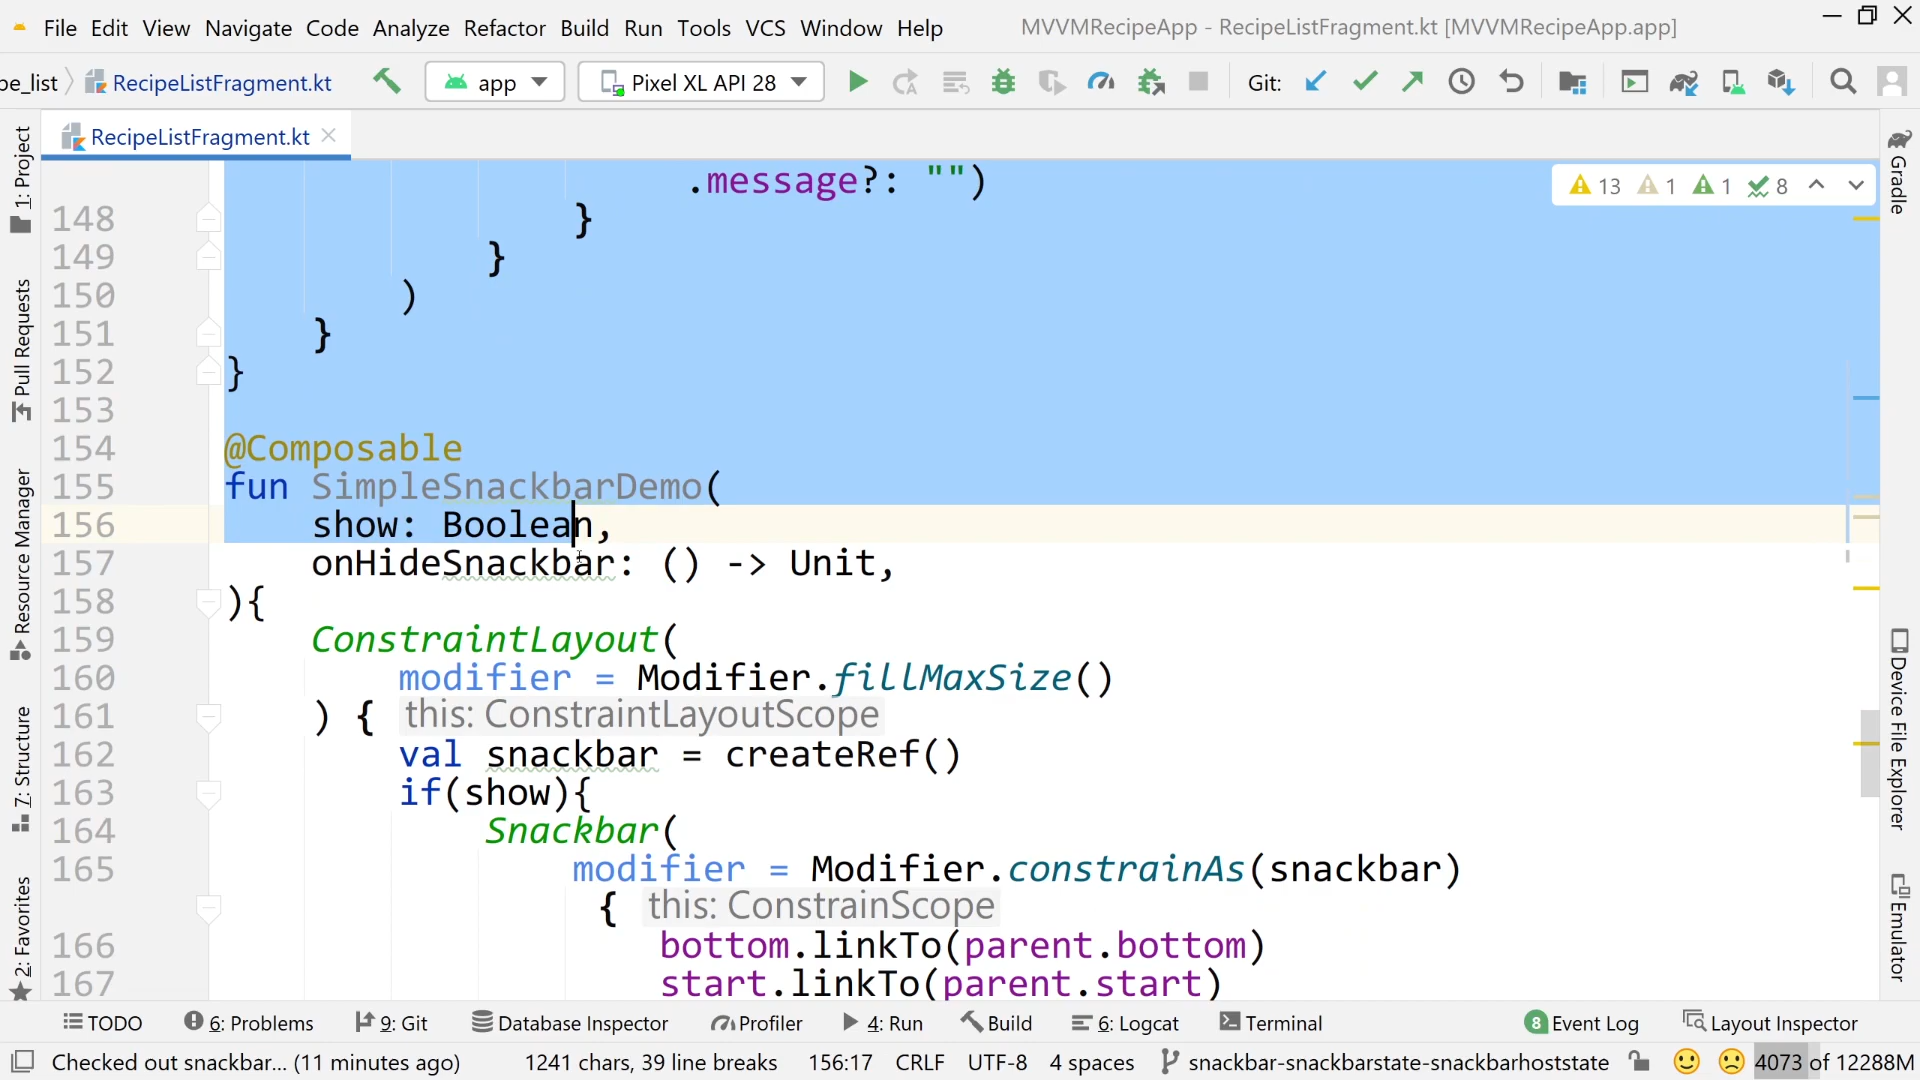 File Edit View Navigate Code Analyze Refactor Build Run Tools VCS Window Help MVVMRecipeApp - RecipeListFragment.kt [MVVMRecipeApp.app]
pe_list RecipeListFragment.kt app Pixel XL API 28 Git:
RecipeListFragment.kt
1: Project
Pull Requests
Resource Manager
7: Structure
2: Favorites
.message?: "")
13 1 1 8
148 }
149 }
150 )
151 }
152 }
153
154 @Composable
155 fun SimpleSnackbarDemo(
156 show: Boolean,
157 onHideSnackbar: () -> Unit,
158 ){
159 ConstraintLayout(
160 modifier = Modifier.fillMaxSize()
161 ) { this: ConstraintLayoutScope
162 val snackbar = createRef()
163 if(show){
164 Snackbar(
165 modifier = Modifier.constrainAs(snackbar)
{ this: ConstrainScope
166 bottom.linkTo(parent.bottom)
167 start.linkTo(parent.start)
Gradle
Device File Explorer
Emulator
TODO 6: Problems 9: Git Database Inspector Profiler 4: Run Build 6: Logcat Terminal 8 Event Log Layout Inspector
Checked out snackbar... (11 minutes ago) 1241 chars, 39 line breaks 156:17 CRLF UTF-8 4 spaces snackbar-snackbarstate-snackbarhoststate 4073 of 12288M